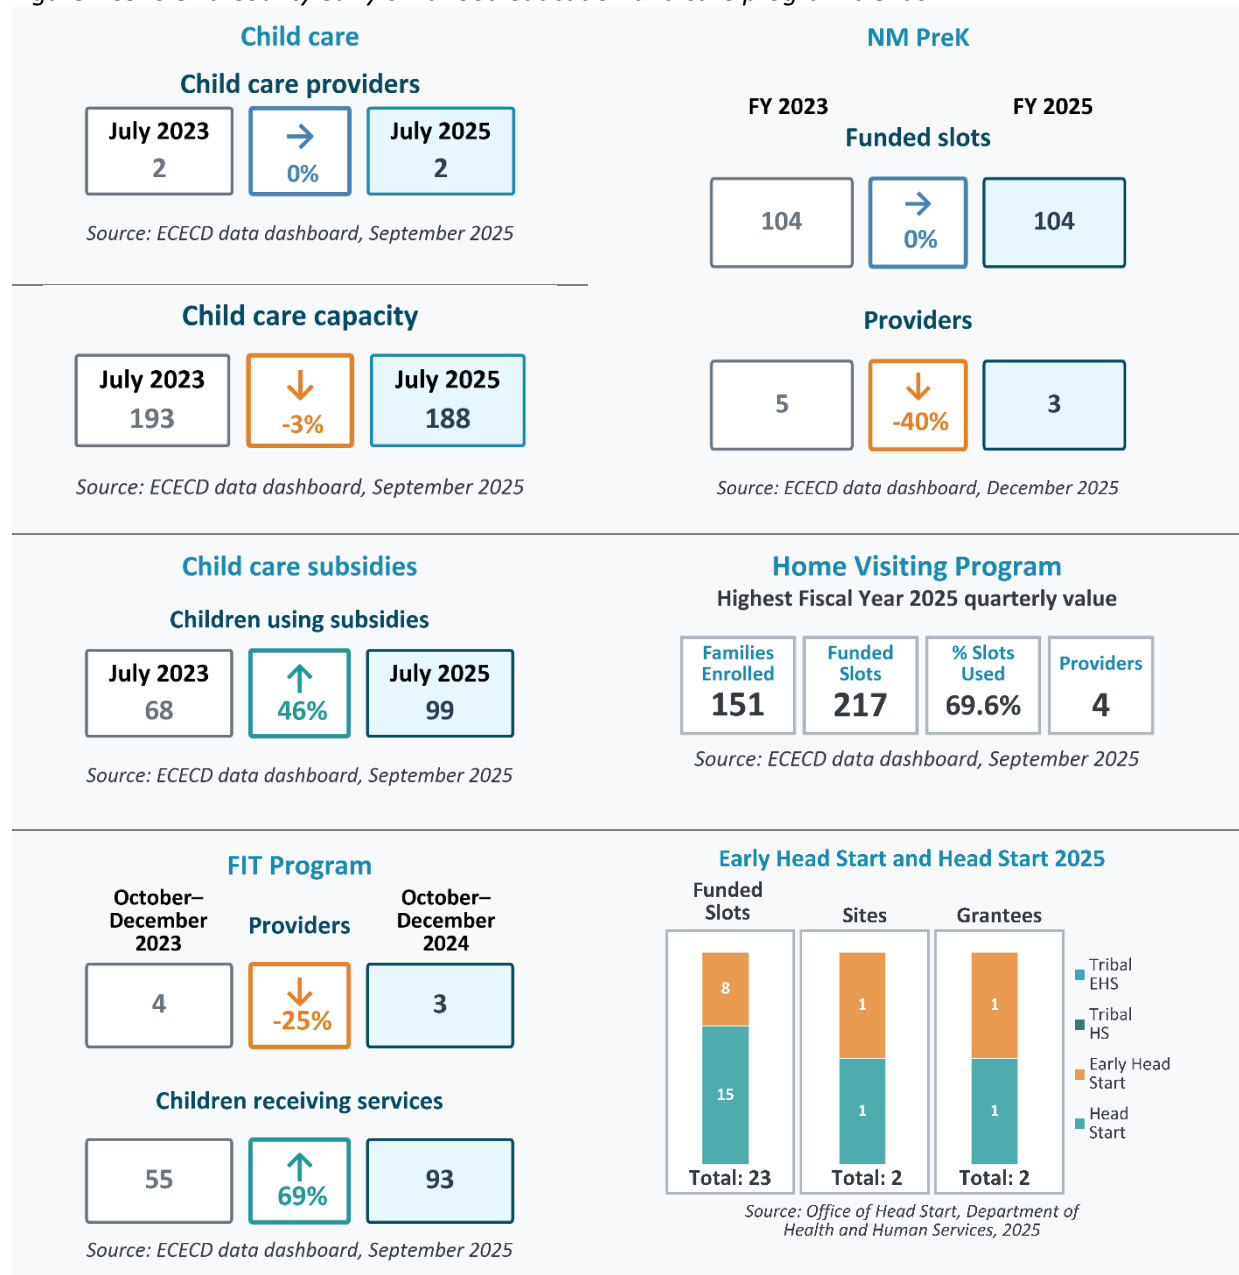 Child care
Child care providers
July 2023
2
→
0%
July 2025
2
Source: ECECD data dashboard, September 2025
Child care capacity
July 2023
193
↓
-3%
July 2025
188
Source: ECECD data dashboard, September 2025
NM PreK
FY 2023
FY 2025
Funded slots
104
→
0%
104
Providers
5
↓
-40%
3
Source: ECECD data dashboard, December 2025
Child care subsidies
Children using subsidies
July 2023
68
↑
46%
July 2025
99
Source: ECECD data dashboard, September 2025
Home Visiting Program
Highest Fiscal Year 2025 quarterly value
Families
Enrolled
151
Funded
Slots
217
% Slots
Used
69.6%
Providers
4
Source: ECECD data dashboard, September 2025
FIT Program
October–
December
2023
Providers
October–
December
2024
4
↓
-25%
3
Children receiving services
55
↑
69%
93
Source: ECECD data dashboard, September 2025
Early Head Start and Head Start 2025
Funded
Slots
8
15
Total: 23
Sites
1
1
Total: 2
Grantees
1
1
Total: 2
Tribal
EHS
Tribal
HS
Early Head
Start
Head
Start
Source: Office of Head Start, Department of
Health and Human Services, 2025